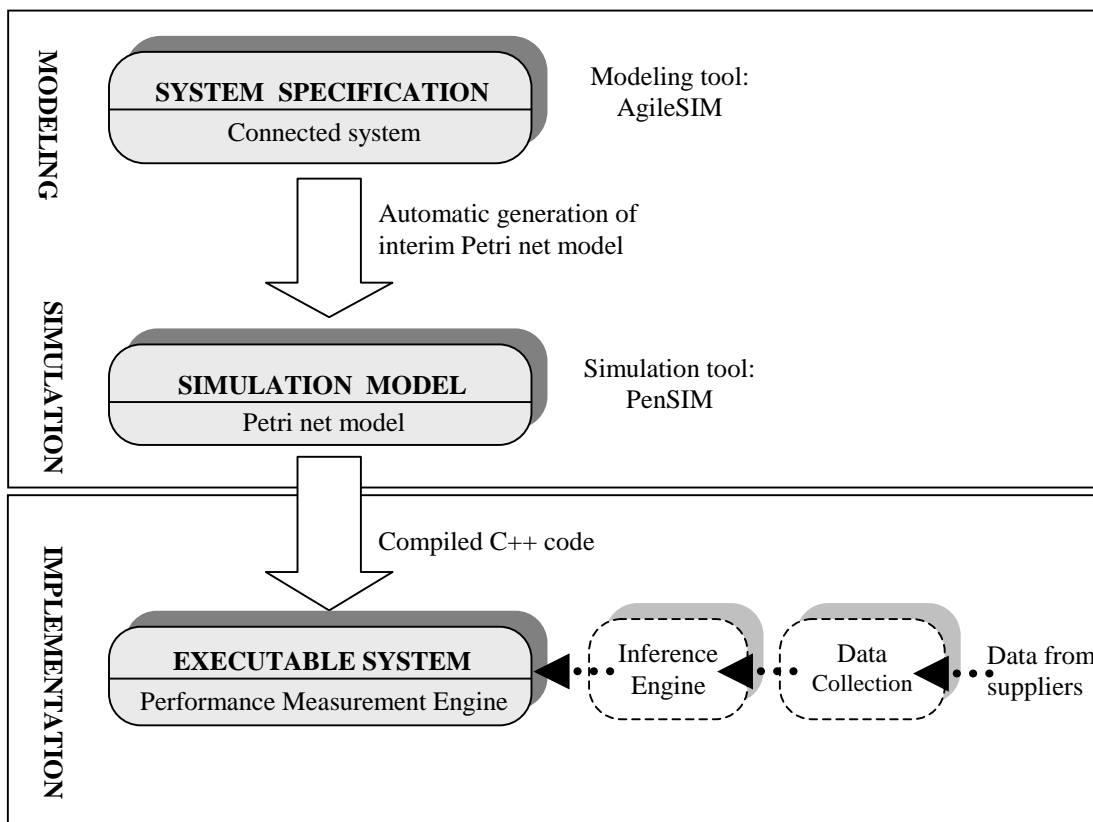 MODELING
SYSTEM SPECIFICATION
Connected system
Modeling tool:
AgileSIM
Automatic generation of
interim Petri net model
SIMULATION
SIMULATION MODEL
Petri net model
Simulation tool:
PenSIM
Compiled C++ code
IMPLEMENTATION
EXECUTABLE SYSTEM
Performance Measurement Engine
Inference
Engine
Data
Collection
Data from
suppliers